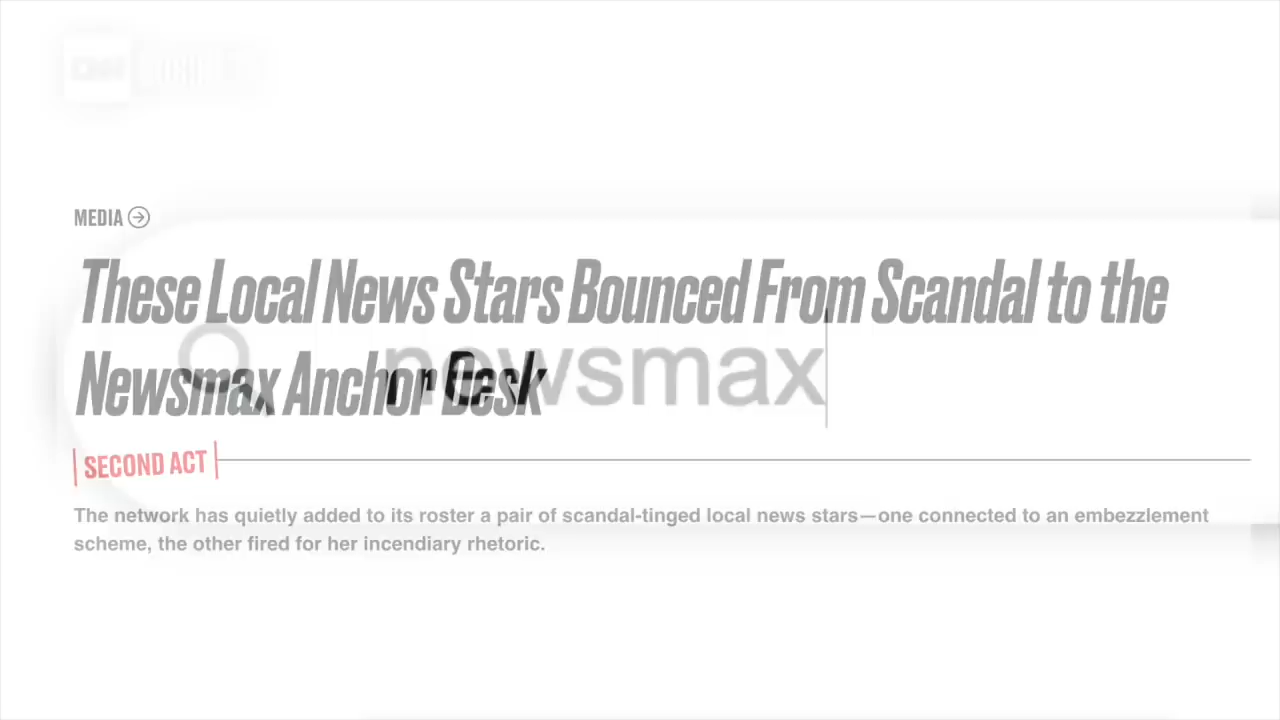 MEDIA
These Local News Stars Bounced From Scandal to the
Newsmax Anchor Desk
newsmax
SECOND ACT
The network has quietly added to its roster a pair of scandal-tinged local news stars—one connected to an embezzlement
scheme, the other fired for her incendiary rhetoric.